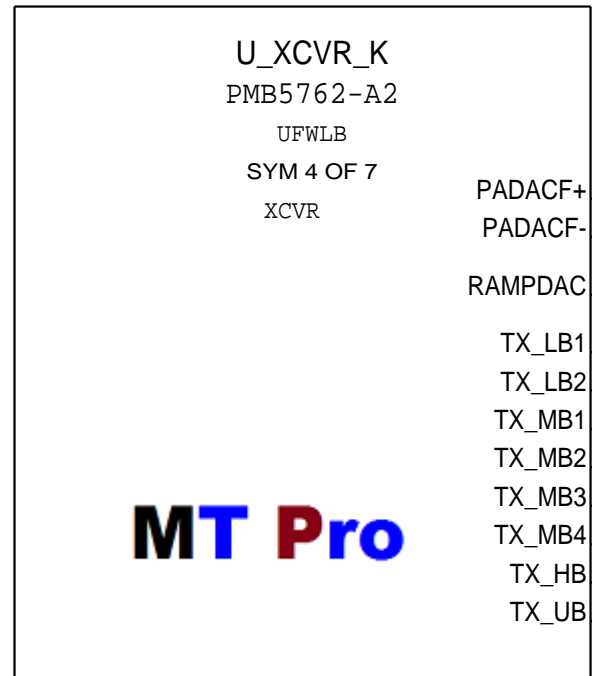 U_XCVR_K
PMB5762-A2
UFWLB
SYM 4 OF 7
XCVR
PADACF+
PADACF-
RAMPDAC
TX_LB1
TX_LB2
TX_MB1
TX_MB2
TX_MB3
TX_MB4
TX_HB
TX_UB
MT Pro